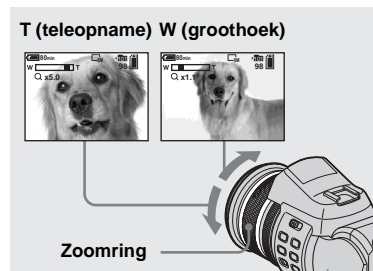 T (teleopname) W (groothoek)
80min
98
W T
x5.0
80min
98
W T
x1.1
Zoomring